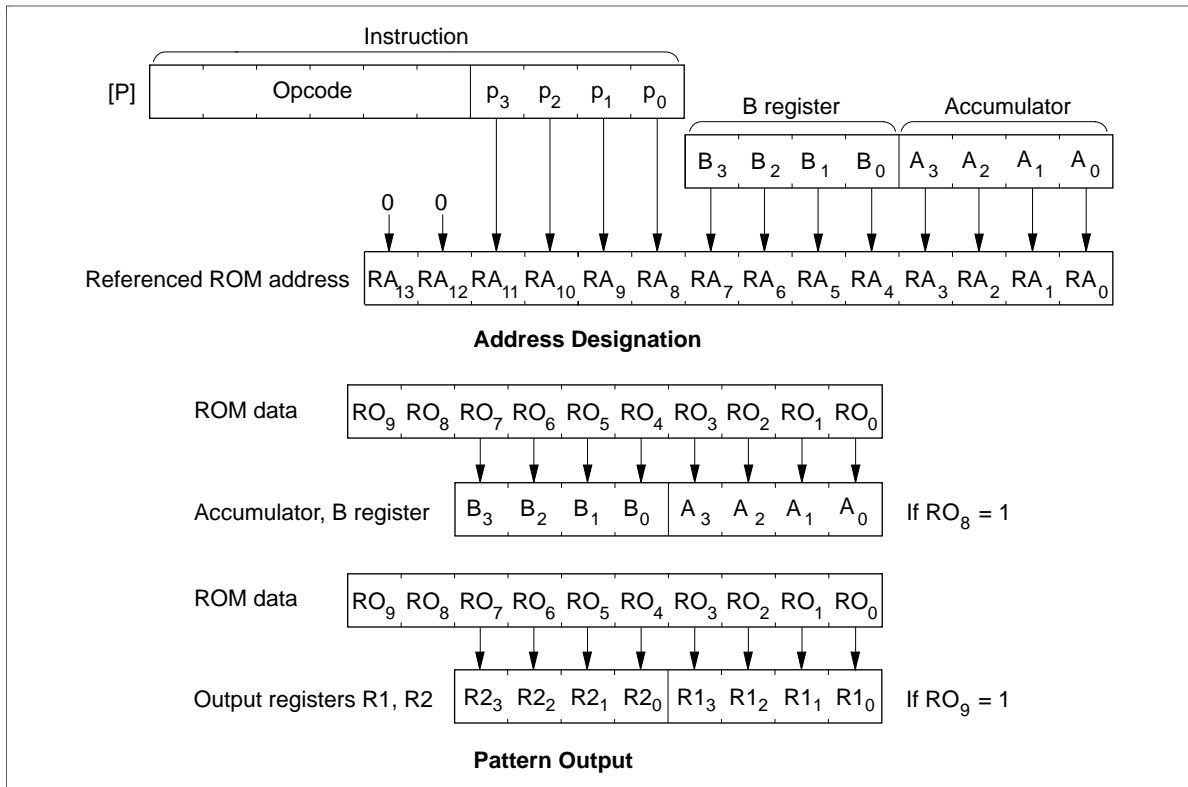 Instruction
[P] Opcode p3 p2 p1 p0
B register Accumulator
B3 B2 B1 B0 A3 A2 A1 A0
0 0
Referenced ROM address RA13 RA12 RA11 RA10 RA9 RA8 RA7 RA6 RA5 RA4 RA3 RA2 RA1 RA0
Address Designation
ROM data RO9 RO8 RO7 RO6 RO5 RO4 RO3 RO2 RO1 RO0
Accumulator, B register B3 B2 B1 B0 A3 A2 A1 A0 If RO8 = 1
ROM data RO9 RO8 RO7 RO6 RO5 RO4 RO3 RO2 RO1 RO0
Output registers R1, R2 R23 R22 R21 R20 R13 R12 R11 R10 If RO9 = 1
Pattern Output